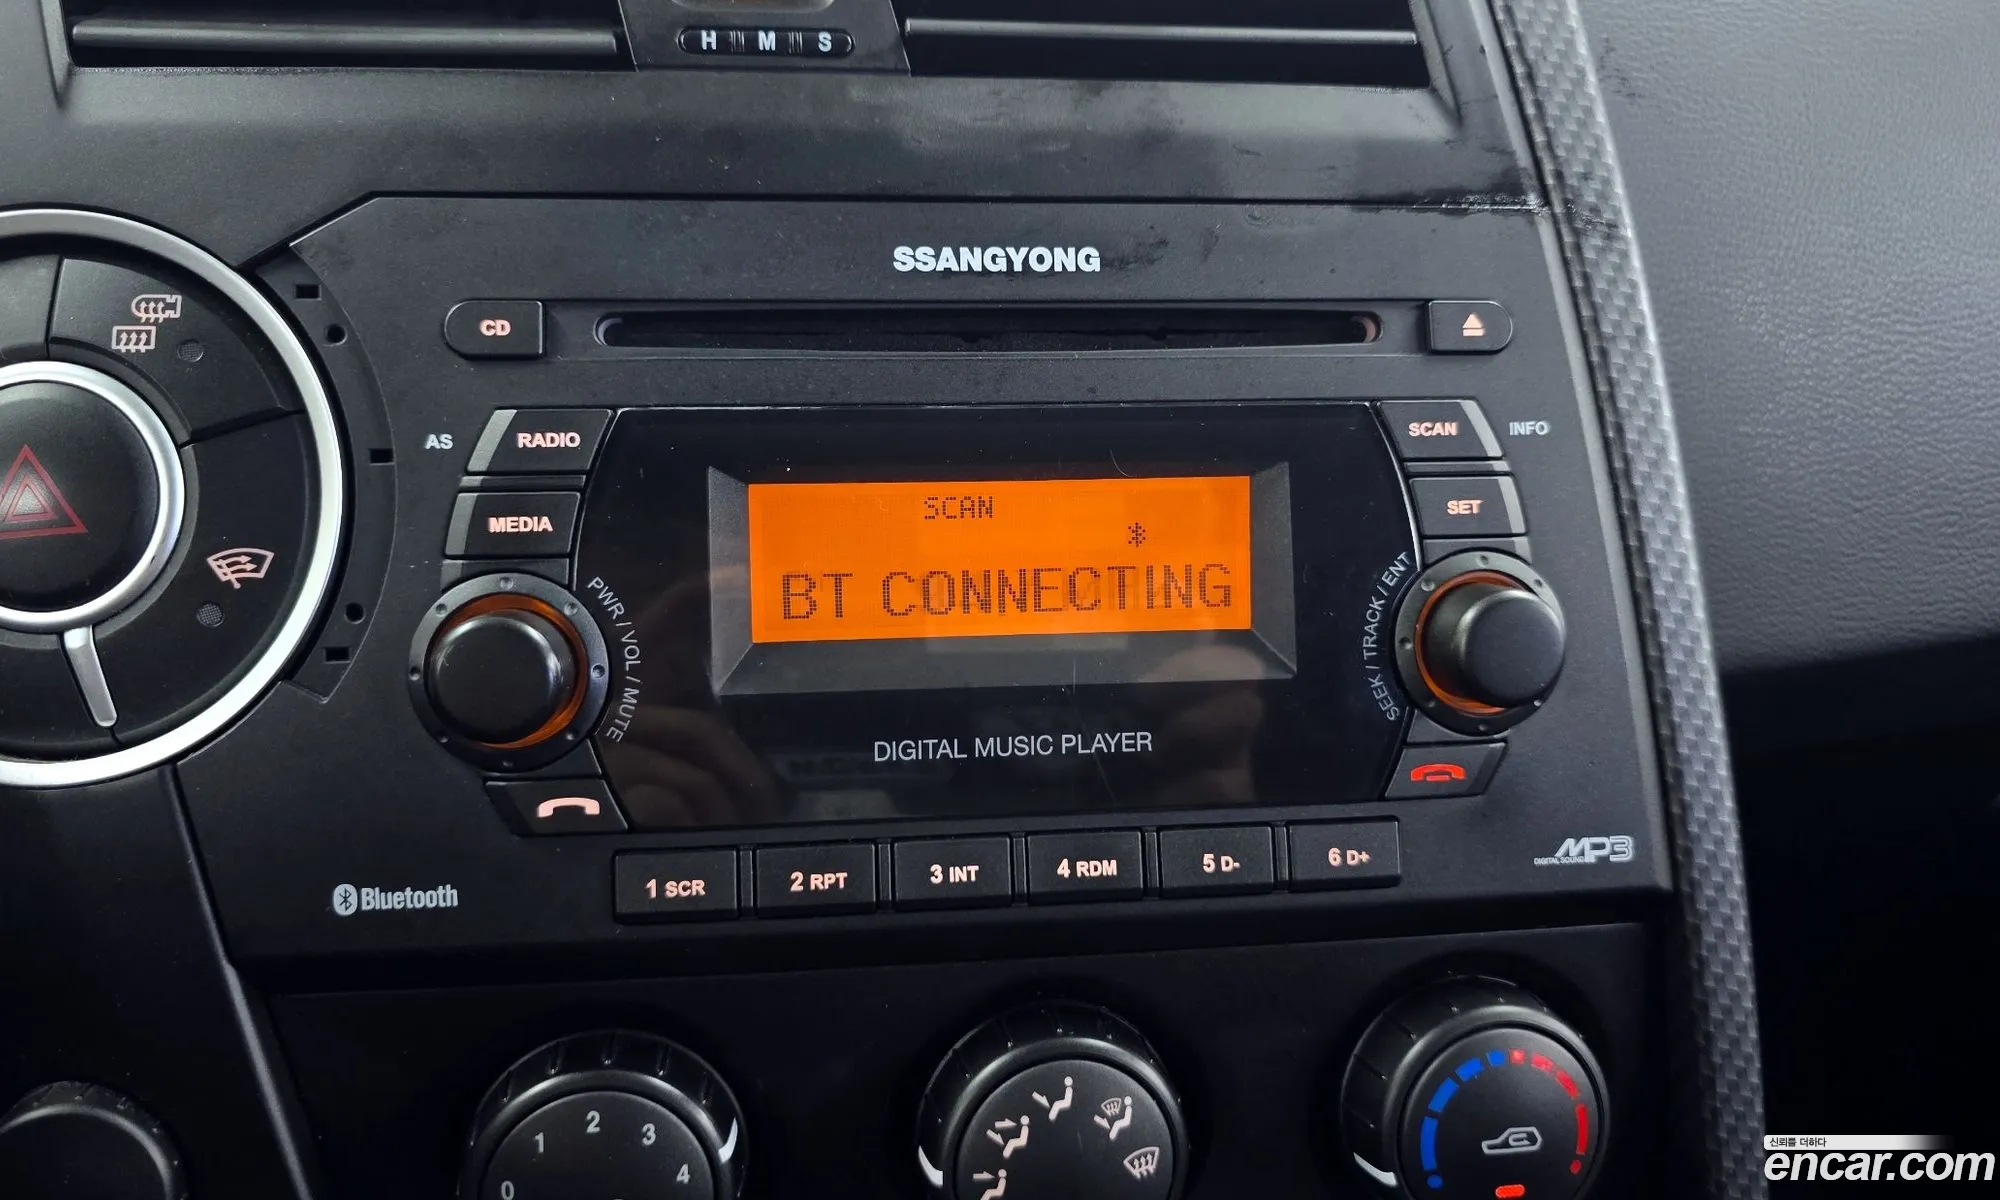 H M S
SSANGYONG
CD
AS
RADIO
SCAN
INFO
MEDIA
SET
SCAN
BT CONNECTING
PWR / VOL / MUTE
SEEK / TRACK / ENT
DIGITAL MUSIC PLAYER
1 SCR
2 RPT
3 INT
4 RDM
5 D-
6 D+
MP3
DIGITAL SOUND
Bluetooth
0 1 2 3 4
신뢰를 더하다
encar.com